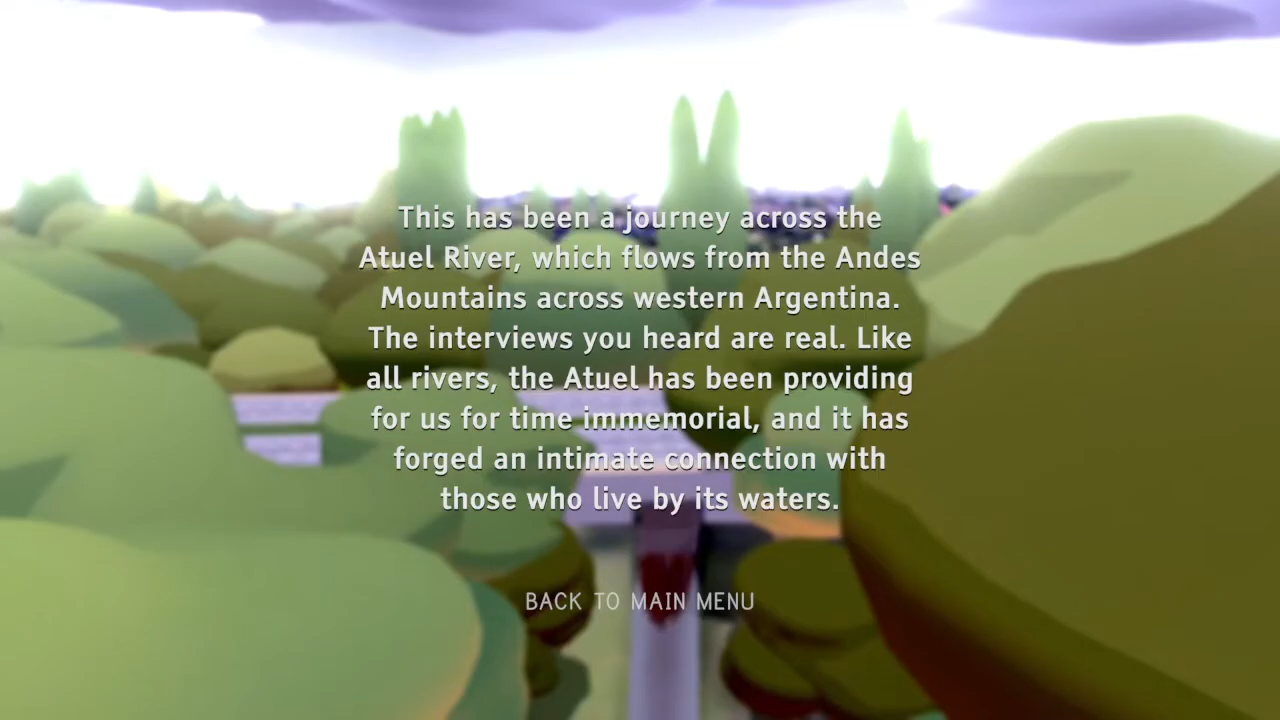 This has been a journey across the
Atuel River, which flows from the Andes
Mountains across western Argentina.
The interviews you heard are real. Like
all rivers, the Atuel has been providing
for us for time immemorial, and it has
forged an intimate connection with
those who live by its waters.
BACK TO MAIN MENU